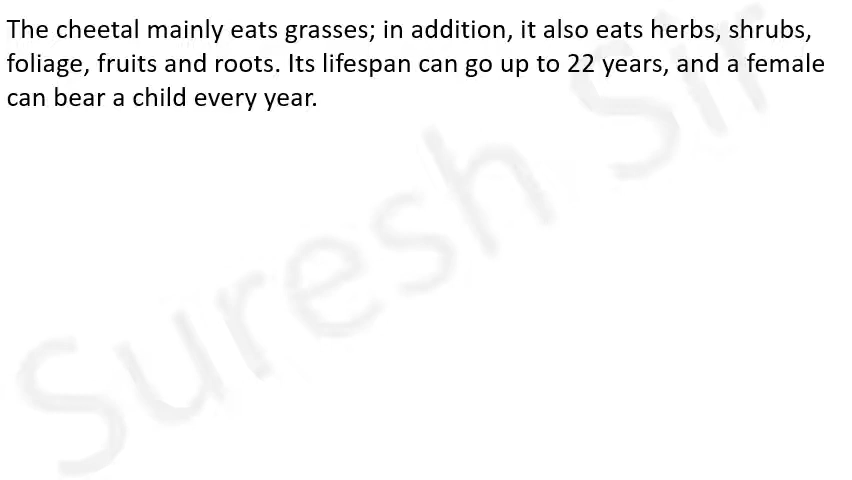 The cheetal mainly eats grasses; in addition, it also eats herbs, shrubs,
foliage, fruits and roots. Its lifespan can go up to 22 years, and a female
can bear a child every year.
Suresh Sir